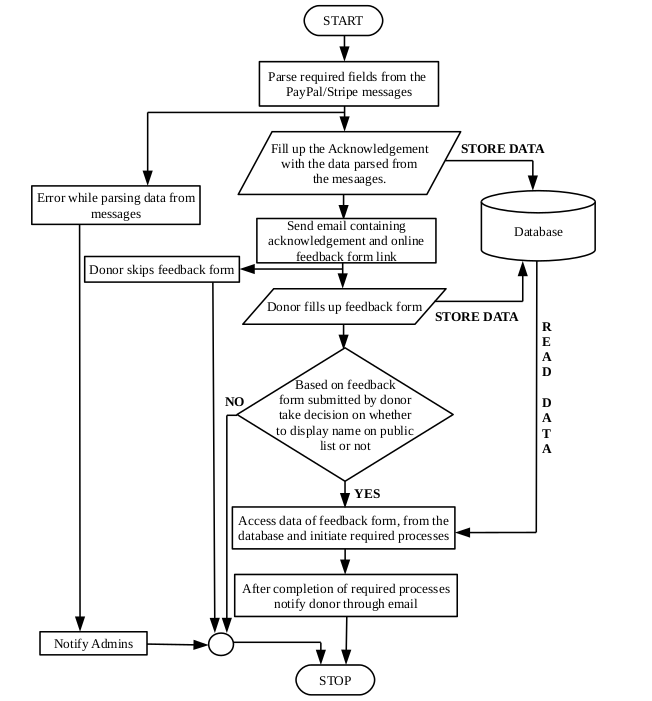 START
Parse required fields from the
PayPal/Stripe messages
Fill up the Acknowledgement
with the data parsed from
the mesaages.
STORE DATA
Error while parsing data from
messages
Database
Send email containing
acknowledgement and online
feedback form link
Donor skips feedback form
Donor fills up feedback form
STORE DATA
R
E
A
D
D
A
T
A
Based on feedback
form submitted by donor
take decision on whether
to display name on public
list or not
NO
YES
Access data of feedback form, from the
database and initiate required processes
After completion of required processes
notify donor through email
Notify Admins
STOP